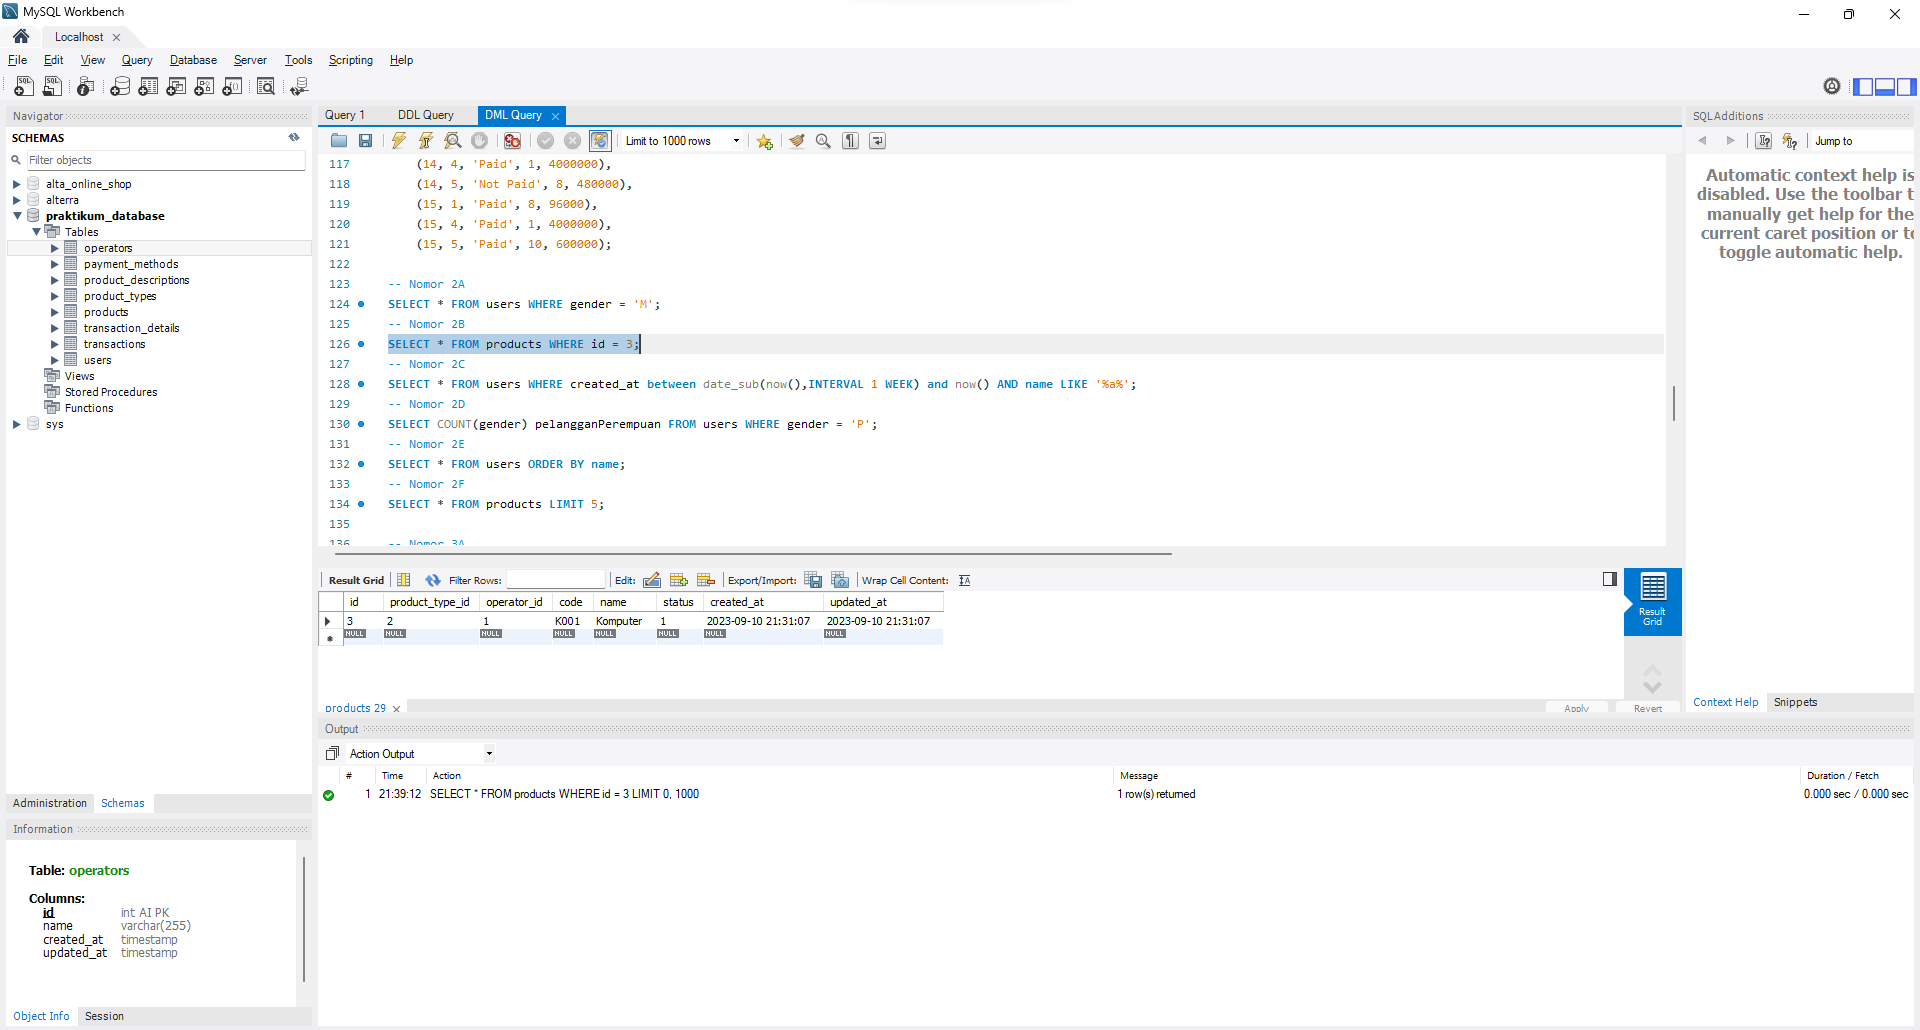 MySQL Workbench
Localhost
File Edit View Query Database Server Tools Scripting Help
Navigator
SCHEMAS
Filter objects
alta_online_shop
alterra
praktikum_database
Tables
operators
payment_methods
product_descriptions
product_types
products
transaction_details
transactions
users
Views
Stored Procedures
Functions
sys
Administration Schemas
Information
Table: operators
Columns:
id int AI PK
name varchar(255)
created_at timestamp
updated_at timestamp
Object Info Session
Query 1 DDL Query DML Query
Limit to 1000 rows
117 (14, 4, 'Paid', 1, 4000000),
118 (14, 5, 'Not Paid', 8, 480000),
119 (15, 1, 'Paid', 8, 96000),
120 (15, 4, 'Paid', 1, 4000000),
121 (15, 5, 'Paid', 10, 600000);
122
123 -- Nomor 2A
124 SELECT * FROM users WHERE gender = 'M';
125 -- Nomor 2B
126 SELECT * FROM products WHERE id = 3;
127 -- Nomor 2C
128 SELECT * FROM users WHERE created_at between date_sub(now(),INTERVAL 1 WEEK) and now() AND name LIKE '%a%';
129 -- Nomor 2D
130 SELECT COUNT(gender) pelangganPerempuan FROM users WHERE gender = 'P';
131 -- Nomor 2E
132 SELECT * FROM users ORDER BY name;
133 -- Nomor 2F
134 SELECT * FROM products LIMIT 5;
135
136 -- Nomor 3A
Result Grid Filter Rows: Edit: Export/Import: Wrap Cell Content:
id product_type_id operator_id code name status created_at updated_at
3 2 1 K001 Komputer 1 2023-09-10 21:31:07 2023-09-10 21:31:07
NULL NULL NULL NULL NULL NULL NULL NULL
Result
Grid
products 29
Apply Revert
Output
Action Output
# Time Action Message Duration / Fetch
1 21:39:12 SELECT * FROM products WHERE id = 3 LIMIT 0, 1000 1 row(s) returned 0.000 sec / 0.000 sec
SQLAdditions
Jump to
Automatic context help is
disabled. Use the toolbar t
manually get help for the
current caret position or to
toggle automatic help.
Context Help Snippets